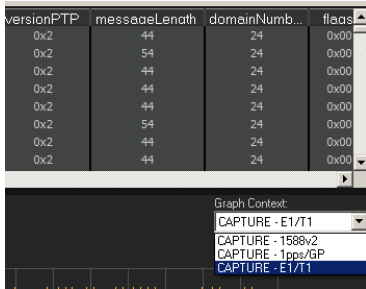 versionPTP messageLength domainNumb... flags
0x2 44 24 0x00
0x2 54 24 0x00
0x2 44 24 0x00
0x2 44 24 0x00
0x2 44 24 0x00
0x2 54 24 0x00
0x2 44 24 0x00
0x2 44 24 0x00
Graph Context:
CAPTURE - E1/T1
CAPTURE - 1588v2
CAPTURE - 1pps/GP
CAPTURE - E1/T1